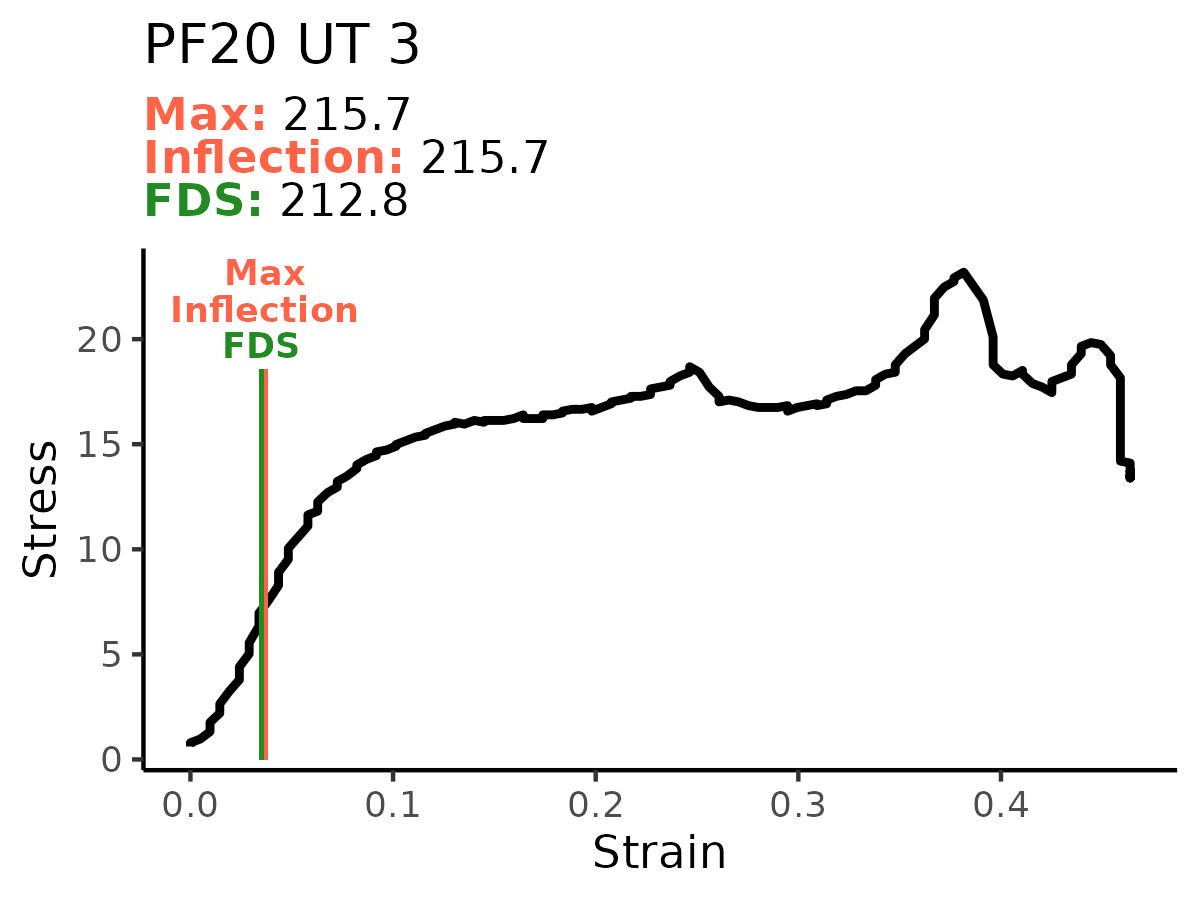 PF20 UT 3
Max: 215.7
Inflection: 215.7
FDS: 212.8
Max
Inflection
FDS
20
15
10
5
0
Stress
0.0 0.1 0.2 0.3 0.4
Strain